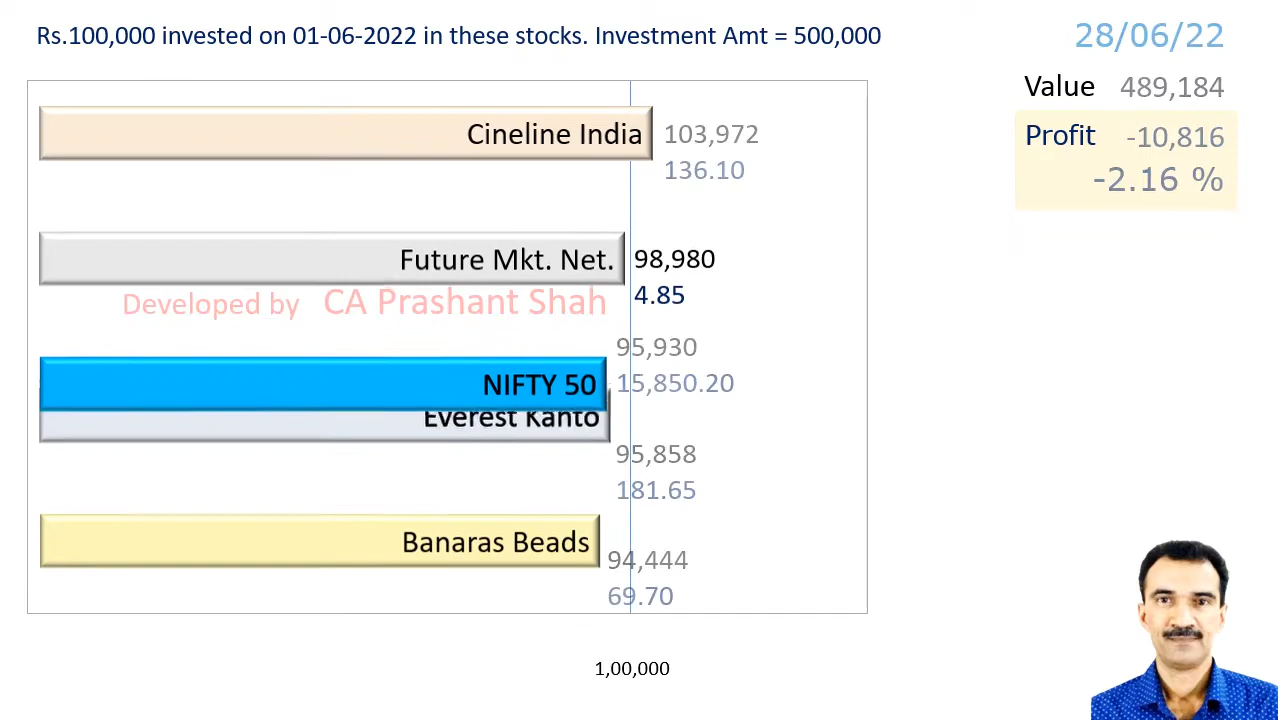 Rs.100,000 invested on 01-06-2022 in these stocks. Investment Amt = 500,000
28/06/22
Value 489,184
Profit -10,816
-2.16 %
Cineline India 103,972
136.10
Future Mkt. Net. 98,980
4.85
Developed by CA Prashant Shah
95,930
NIFTY 50 15,850.20
Everest Kanto
95,858
181.65
Banaras Beads
94,444
69.70
1,00,000